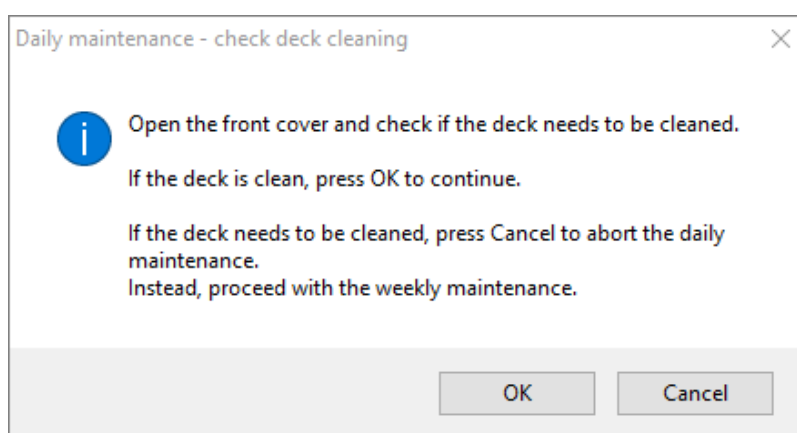 Daily maintenance - check deck cleaning
Open the front cover and check if the deck needs to be cleaned.
If the deck is clean, press OK to continue.
If the deck needs to be cleaned, press Cancel to abort the daily
maintenance.
Instead, proceed with the weekly maintenance.
OK
Cancel